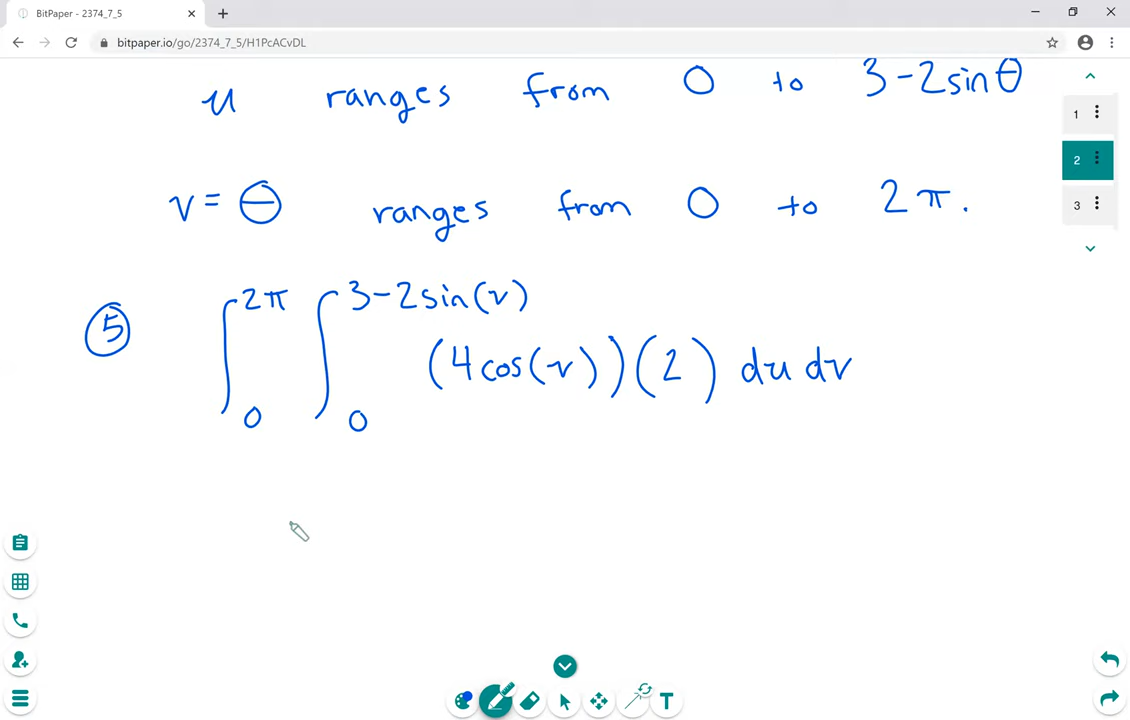 BitPaper - 2374_7_5
bitpaper.io/go/2374_7_5/H1PcACvDL
u ranges from 0 to 3-2sinθ
1
2
v = θ ranges from 0 to 2π.
3
⑤ ∫_0^{2π} ∫_0^{3-2sin(v)} (4cos(v))(2) du dv
T